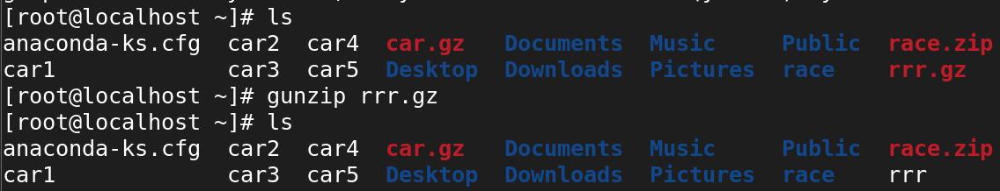 [root@localhost ~]# ls
anaconda-ks.cfg  car2  car4  car.gz   Documents  Music     Public  race.zip
car1             car3  car5  Desktop  Downloads  Pictures  race    rrr.gz
[root@localhost ~]# gunzip rrr.gz
[root@localhost ~]# ls
anaconda-ks.cfg  car2  car4  car.gz   Documents  Music     Public  race.zip
car1             car3  car5  Desktop  Downloads  Pictures  race    rrr